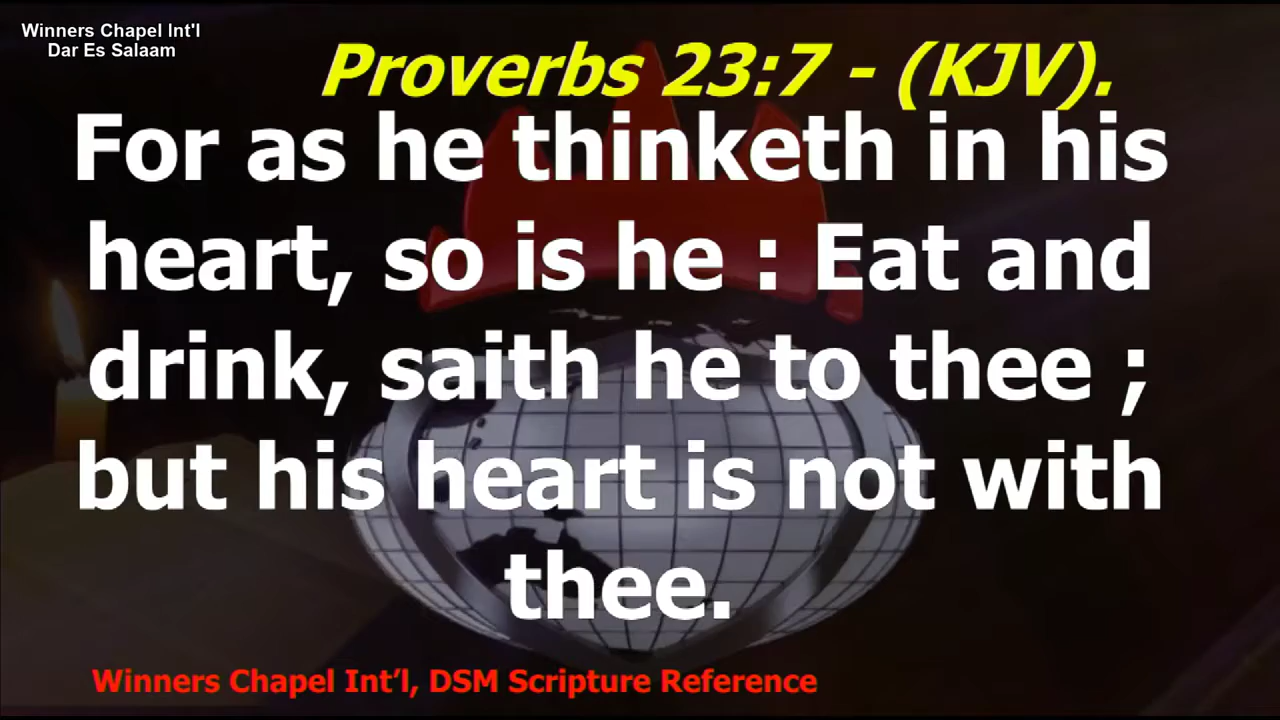 Winners Chapel Int'l
Dar Es Salaam
Proverbs 23:7 - (KJV).
For as he thinketh in his
heart, so is he : Eat and
drink, saith he to thee ;
but his heart is not with
thee.
Winners Chapel Int’l, DSM Scripture Reference